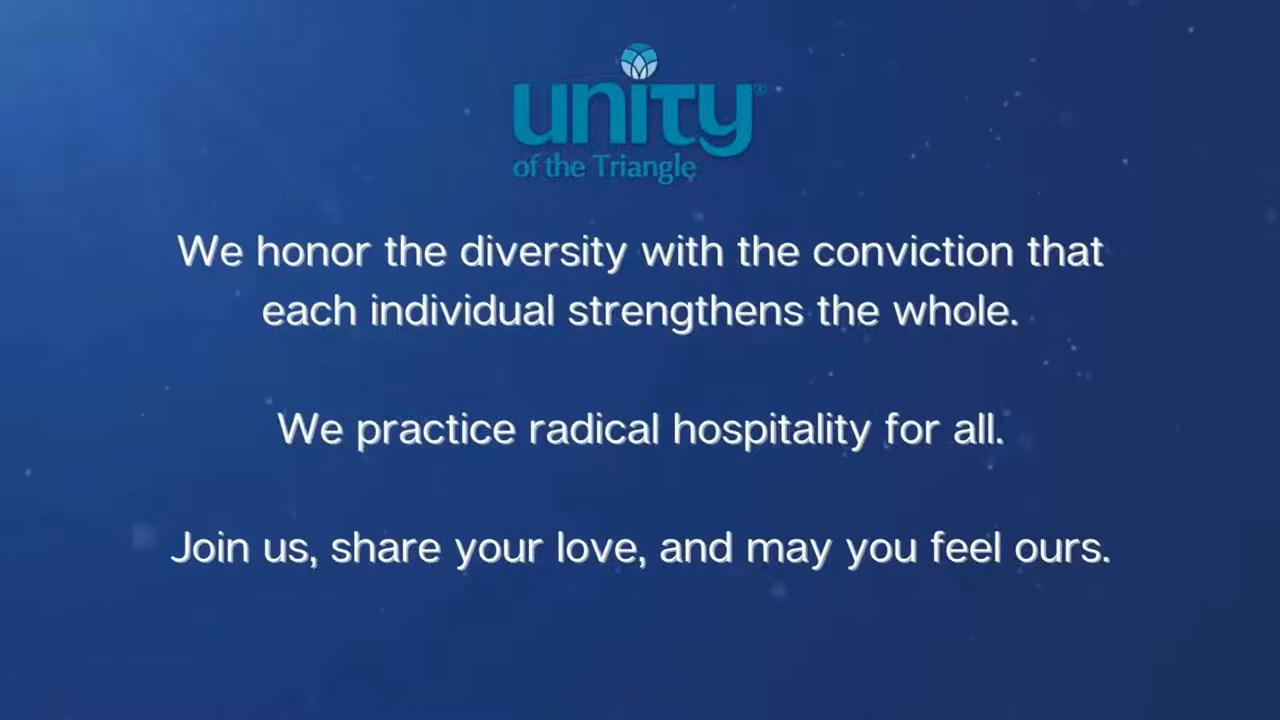 unity®
of the Triangle
We honor the diversity with the conviction that
each individual strengthens the whole.
We practice radical hospitality for all.
Join us, share your love, and may you feel ours.